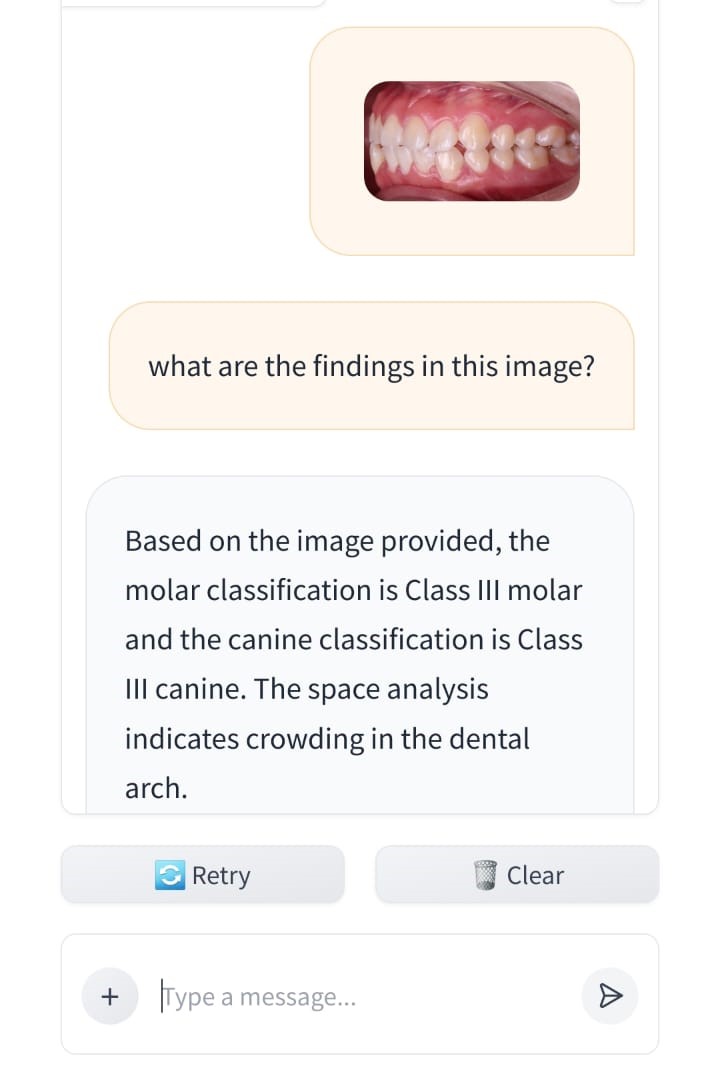 what are the findings in this image?
Based on the image provided, the
molar classification is Class III molar
and the canine classification is Class
III canine. The space analysis
indicates crowding in the dental
arch.
Retry
Clear
+
Type a message...